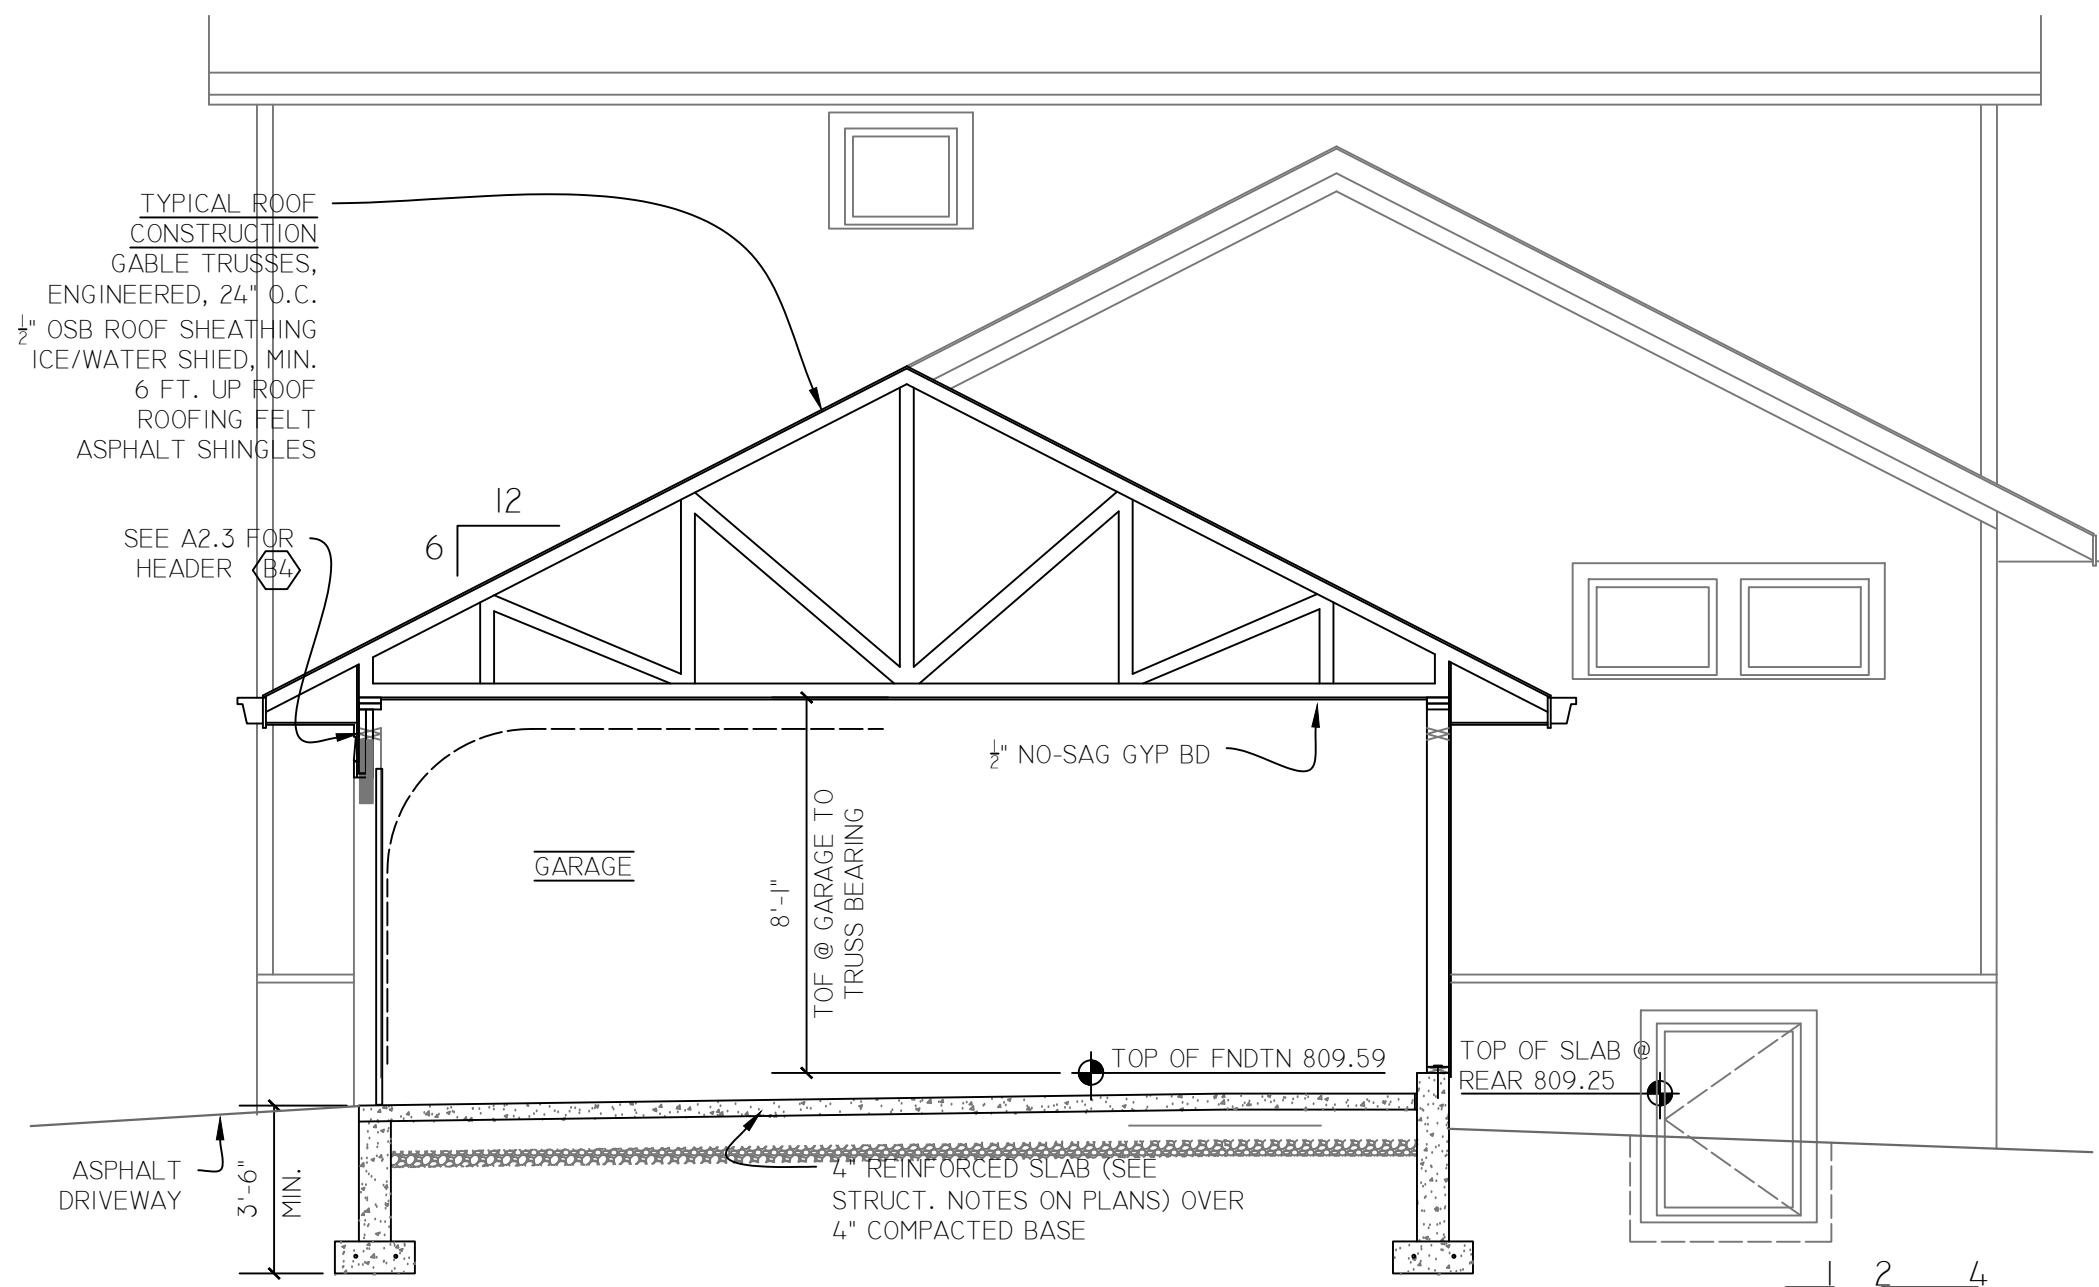 TYPICAL ROOF
CONSTRUCTION
GABLE TRUSSES,
ENGINEERED, 24" O.C.
½" OSB ROOF SHEATHING
ICE/WATER SHIED, MIN.
6 FT. UP ROOF
ROOFING FELT
ASPHALT SHINGLES
12
6
SEE A2.3 FOR
HEADER B4
½" NO-SAG GYP BD
GARAGE
8'-1"
TOF @ GARAGE TO
TRUSS BEARING
TOP OF FNDTN 809.59
TOP OF SLAB @
REAR 809.25
ASPHALT
DRIVEWAY
3'-6"
MIN.
4" REINFORCED SLAB (SEE
STRUCT. NOTES ON PLANS) OVER
4" COMPACTED BASE
1 2 4